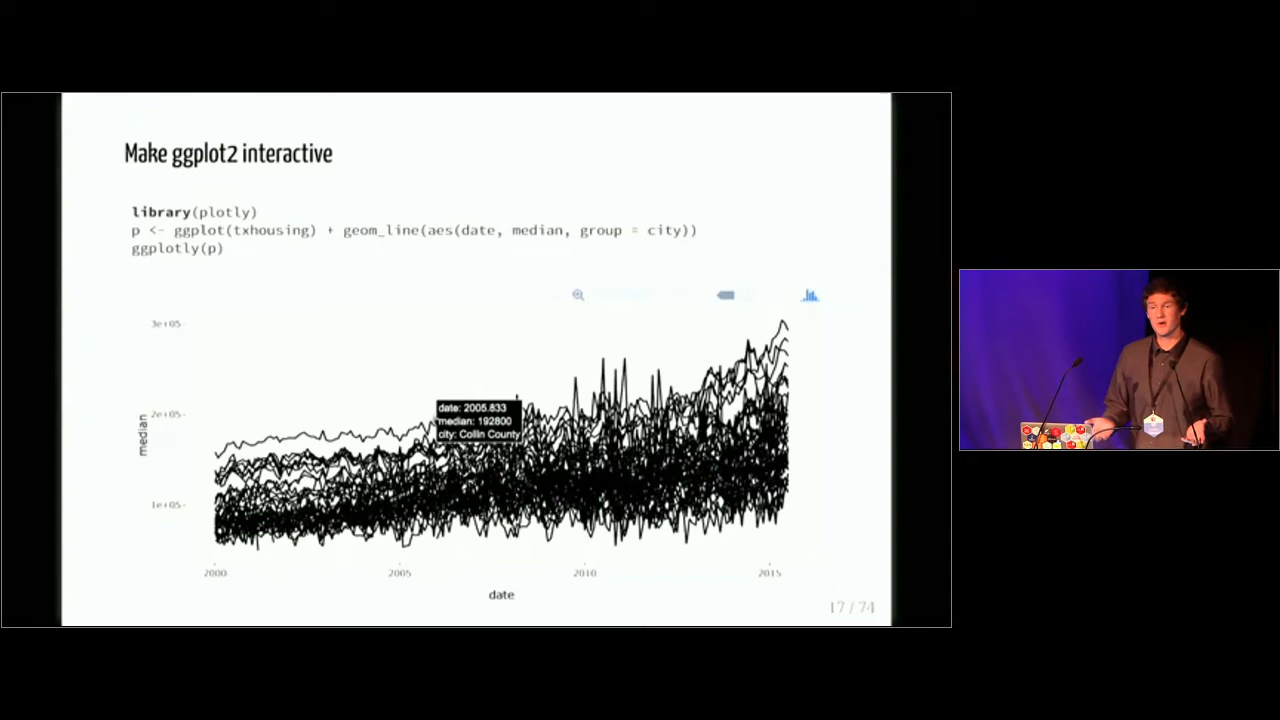 Make ggplot2 interactive
library(plotly)
p <- ggplot(txhousing) + geom_line(aes(date, median, group = city))
ggplotly(p)
3e+05
2e+05
1e+05
median
date: 2005.833
median: 192800
city: Collin County
2000
2005
2010
2015
date
17 / 74